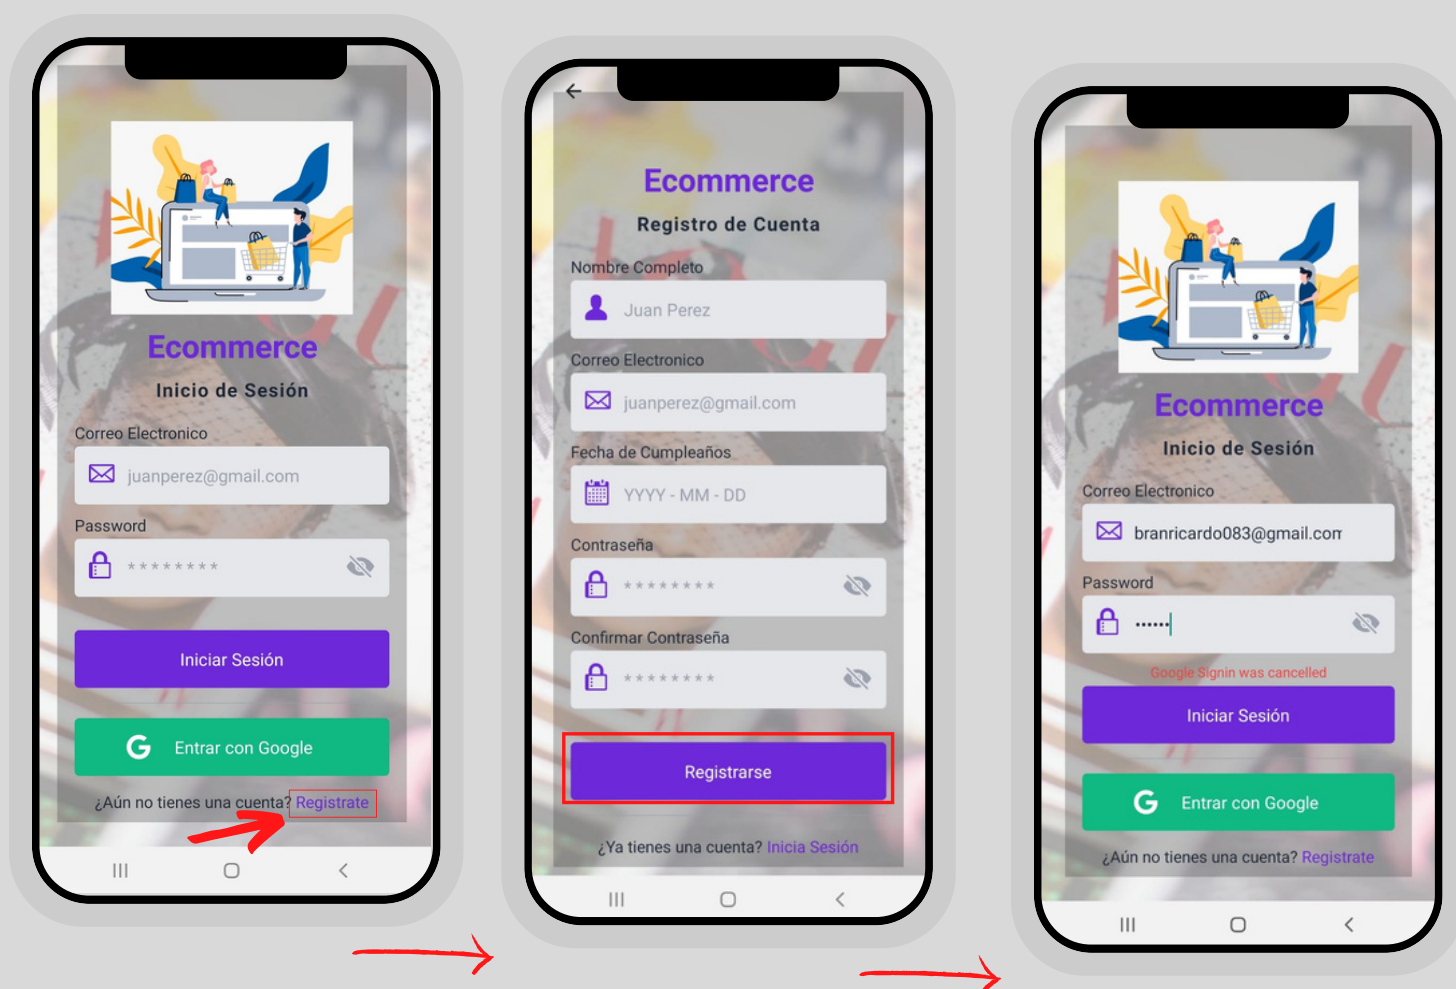 Ecommerce
Inicio de Sesión
Correo Electronico
juanperez@gmail.com
Password
********
Iniciar Sesión
G Entrar con Google
¿Aún no tienes una cuenta? Registrate
Ecommerce
Registro de Cuenta
Nombre Completo
Juan Perez
Correo Electronico
juanperez@gmail.com
Fecha de Cumpleaños
YYYY - MM - DD
Contraseña
********
Confirmar Contraseña
********
Registrarse
¿Ya tienes una cuenta? Inicia Sesión
Ecommerce
Inicio de Sesión
Correo Electronico
branricardo083@gmail.com
Password
••••••
Google Signin was cancelled
Iniciar Sesión
G Entrar con Google
¿Aún no tienes una cuenta? Registrate